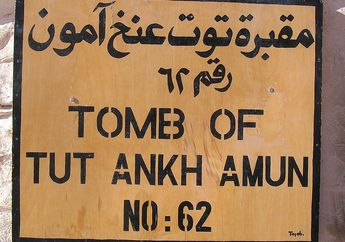 مقبرة توت عنخ آمون
رقم ٦٢
TOMB OF
TUT ANKH AMUN
NO: 62